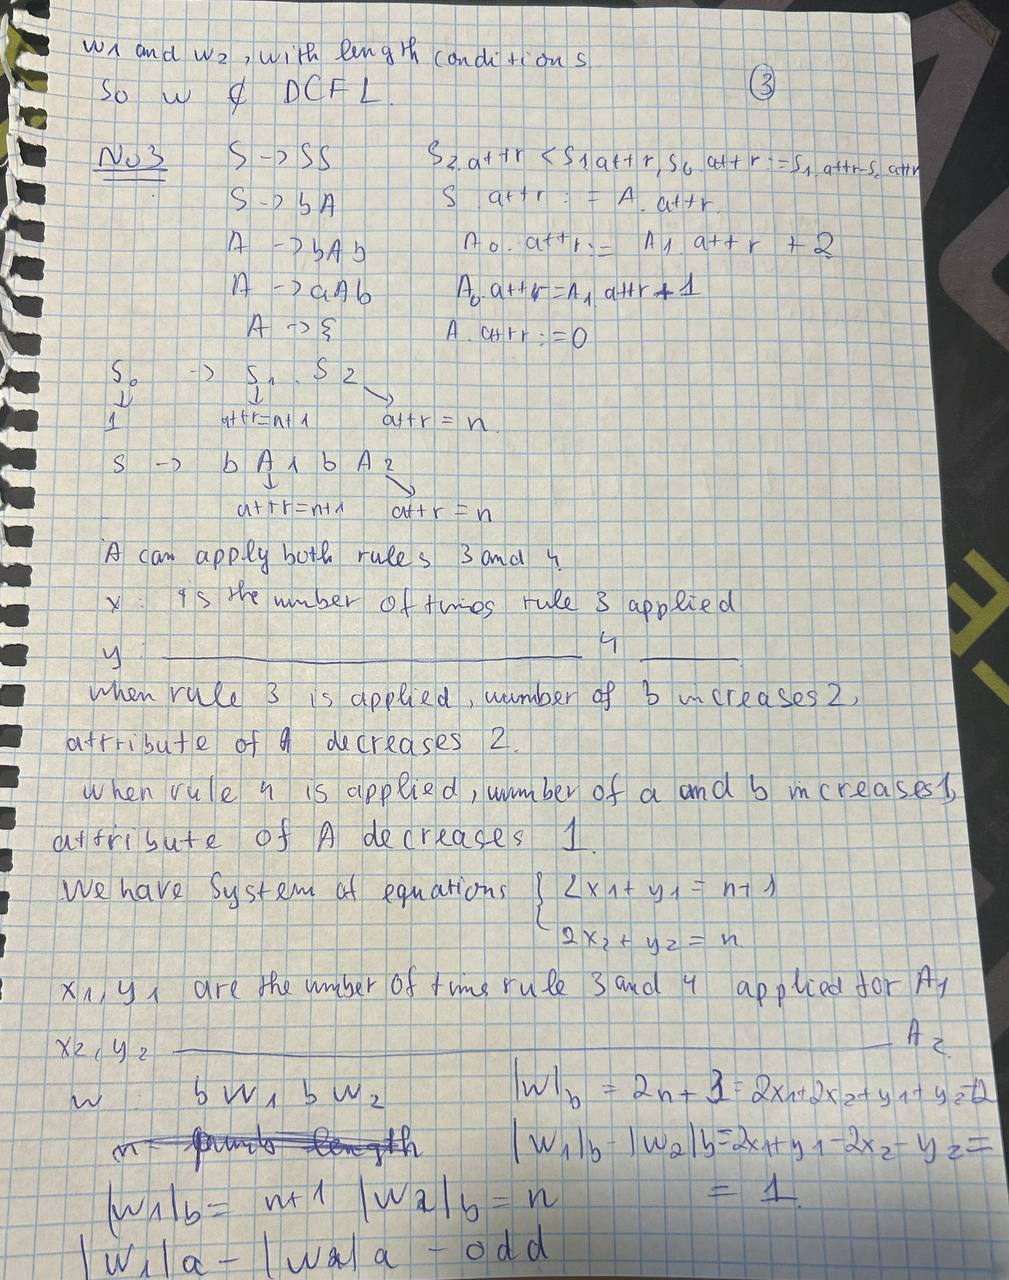 w1 and w2, with length conditions
So w ∉ DCFL.
③
No3 S -> SS S2.attr < S1.attr, S0.attr := S1.attr - S2.attr
S -> bA S attr := A.attr
A -> bAb A0.attr := A1.attr + 2
A -> aAb A0.attr = A1.attr + 1
A -> ε A.attr := 0
S0 -> S1 . S2
1 attr=n+1 attr = n
S -> b A1 b A2
attr=n+1 attr = n
A can apply both rules 3 and 4
x : is the number of times rule 3 applied
y : ———— 4 ——
when rule 3 is applied, number of b increases 2,
attribute of A decreases 2.
when rule 4 is applied, number of a and b increases 1,
attribute of A decreases 1.
We have System of equations { 2x1 + y1 = n+1
2x2 + y2 = n
x1, y1 are the number of time rule 3 and 4 applied for A1
x2, y2 ———— A2
w : b w1 b w2 |w|b = 2n + 3 = 2x1+2x2+y1+y2+2
|w1|b - |w2|b = 2x1+y1-2x2-y2 =
|w1|b = n+1 |w2|b = n = 1.
|w1|a - |w2|a - odd